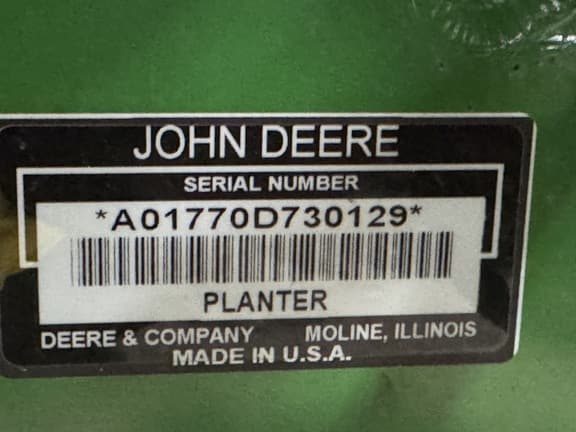 JOHN DEERE
SERIAL NUMBER
*A01770D730129*
PLANTER
DEERE & COMPANY MOLINE, ILLINOIS
MADE IN U.S.A.